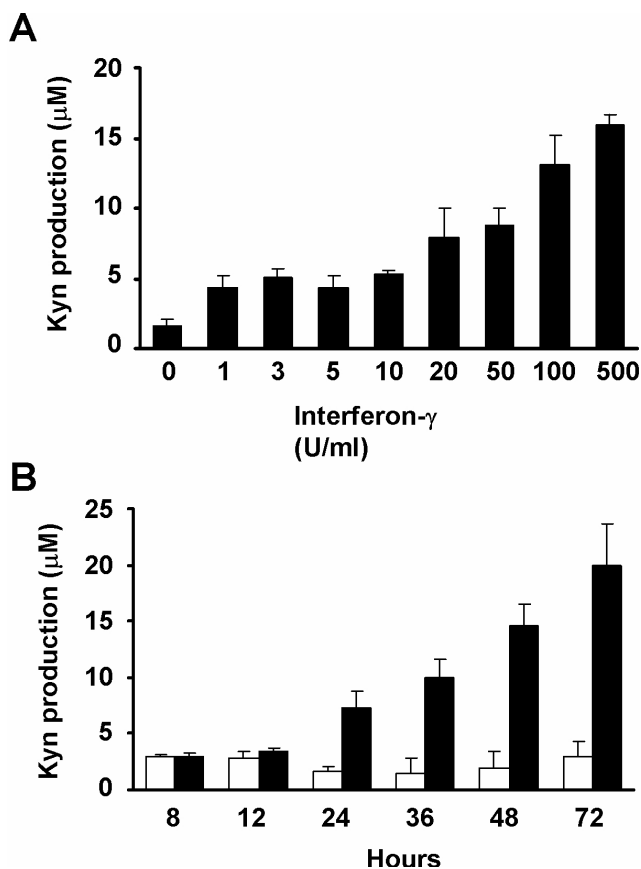 A
Kyn production (μM)
20
15
10
5
0
0 1 3 5 10 20 50 100 500
Interferon-γ
(U/ml)
B
Kyn production (μM)
25
20
15
10
5
0
8 12 24 36 48 72
Hours